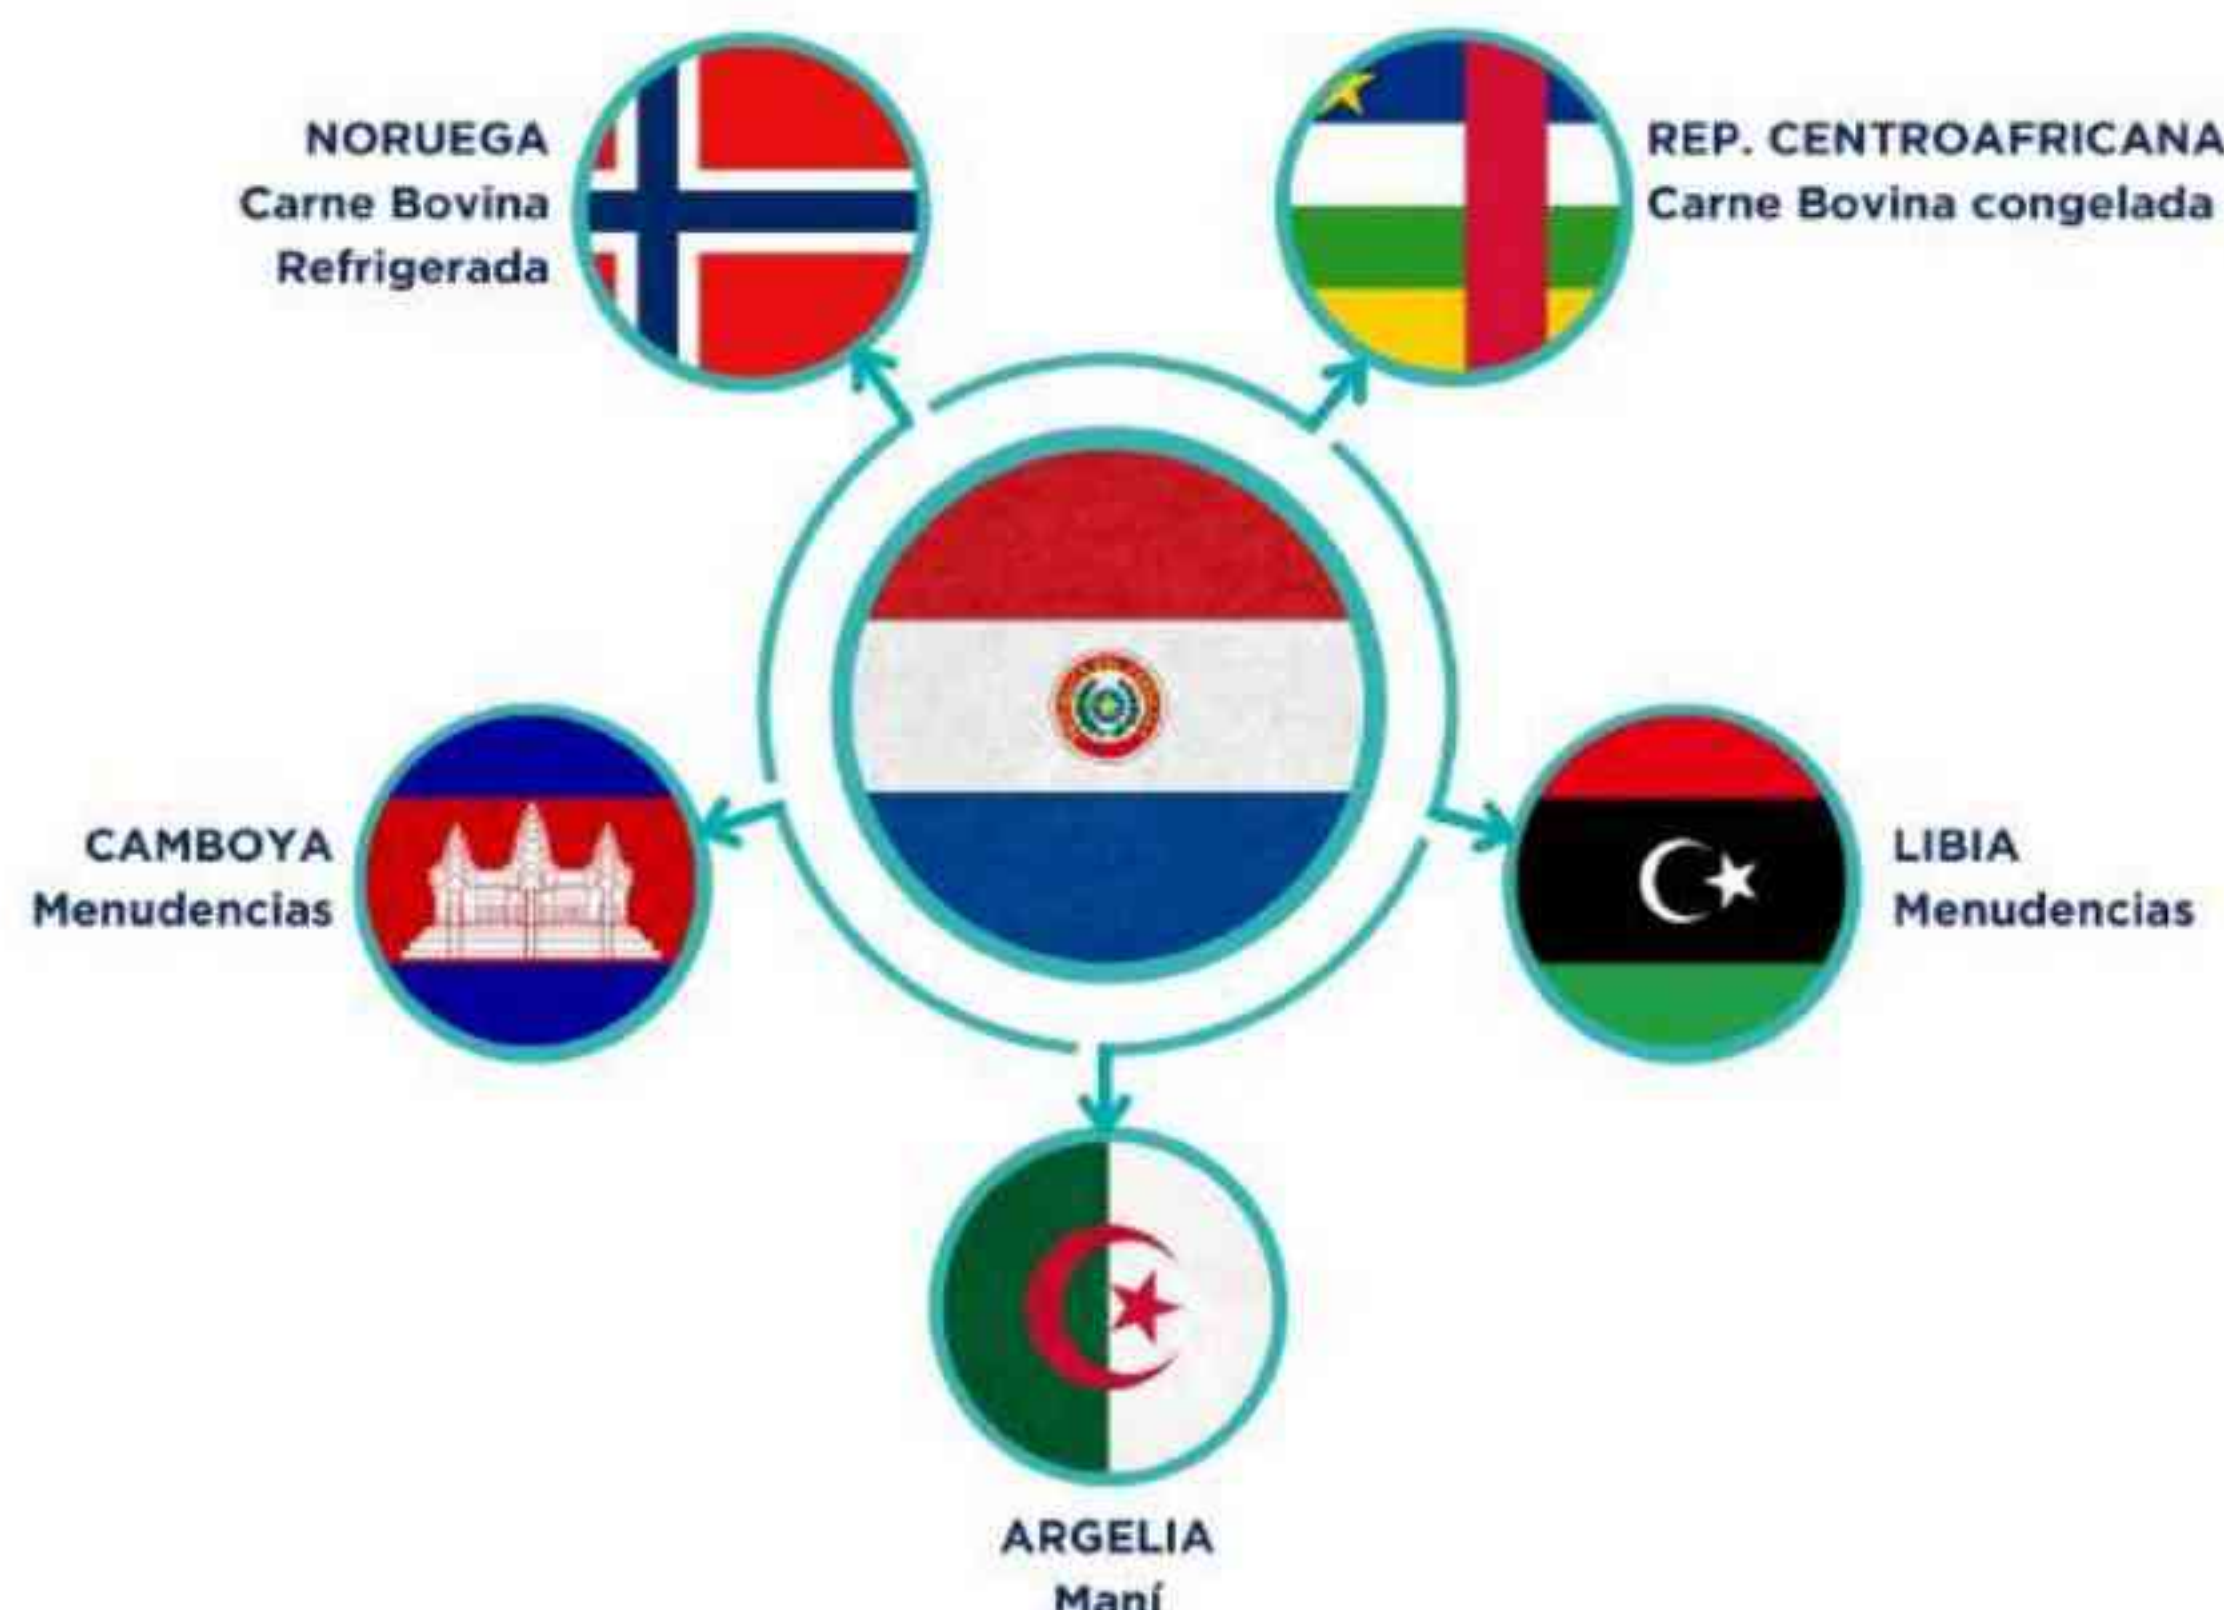 NORUEGA
Carne Bovina
Refrigerada
REP. CENTROAFRICANA
Carne Bovina congelada
CAMBOYA
Menudencias
LIBIA
Menudencias
ARGELIA
Maní